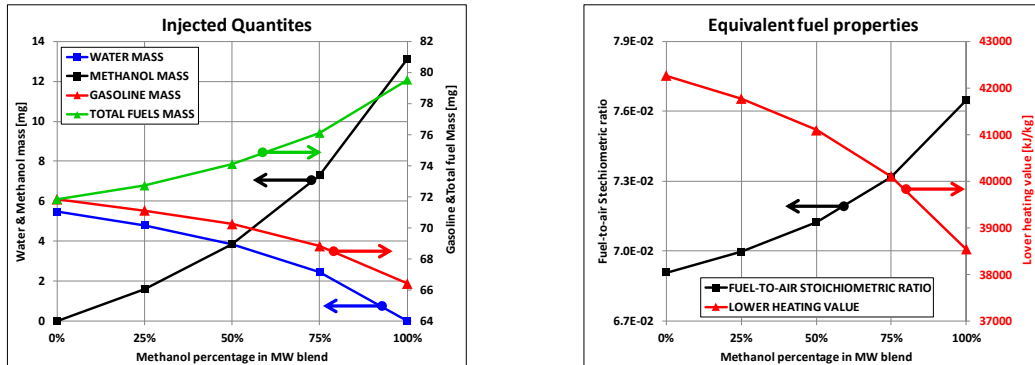 Injected Quantites
14
12
10
8
6
4
2
0
Water & Methanol mass [mg]
WATER MASS
METHANOL MASS
GASOLINE MASS
TOTAL FUELS MASS
82
80
78
76
74
72
70
68
66
64
Gasoline &Total fuel Mass [mg]
0% 25% 50% 75% 100%
Methanol percentage in MW blend
Equivalent fuel properties
7.9E-02
7.6E-02
7.3E-02
7.0E-02
6.7E-02
Fuel-to-air Stechiometric ratio
43000
42000
41000
40000
39000
38000
37000
Lower heating value [kJ/kg]
FUEL-TO-AIR STOICHIOMETRIC RATIO
LOWER HEATING VALUE
0% 25% 50% 75% 100%
Methanol percentage in MW blend